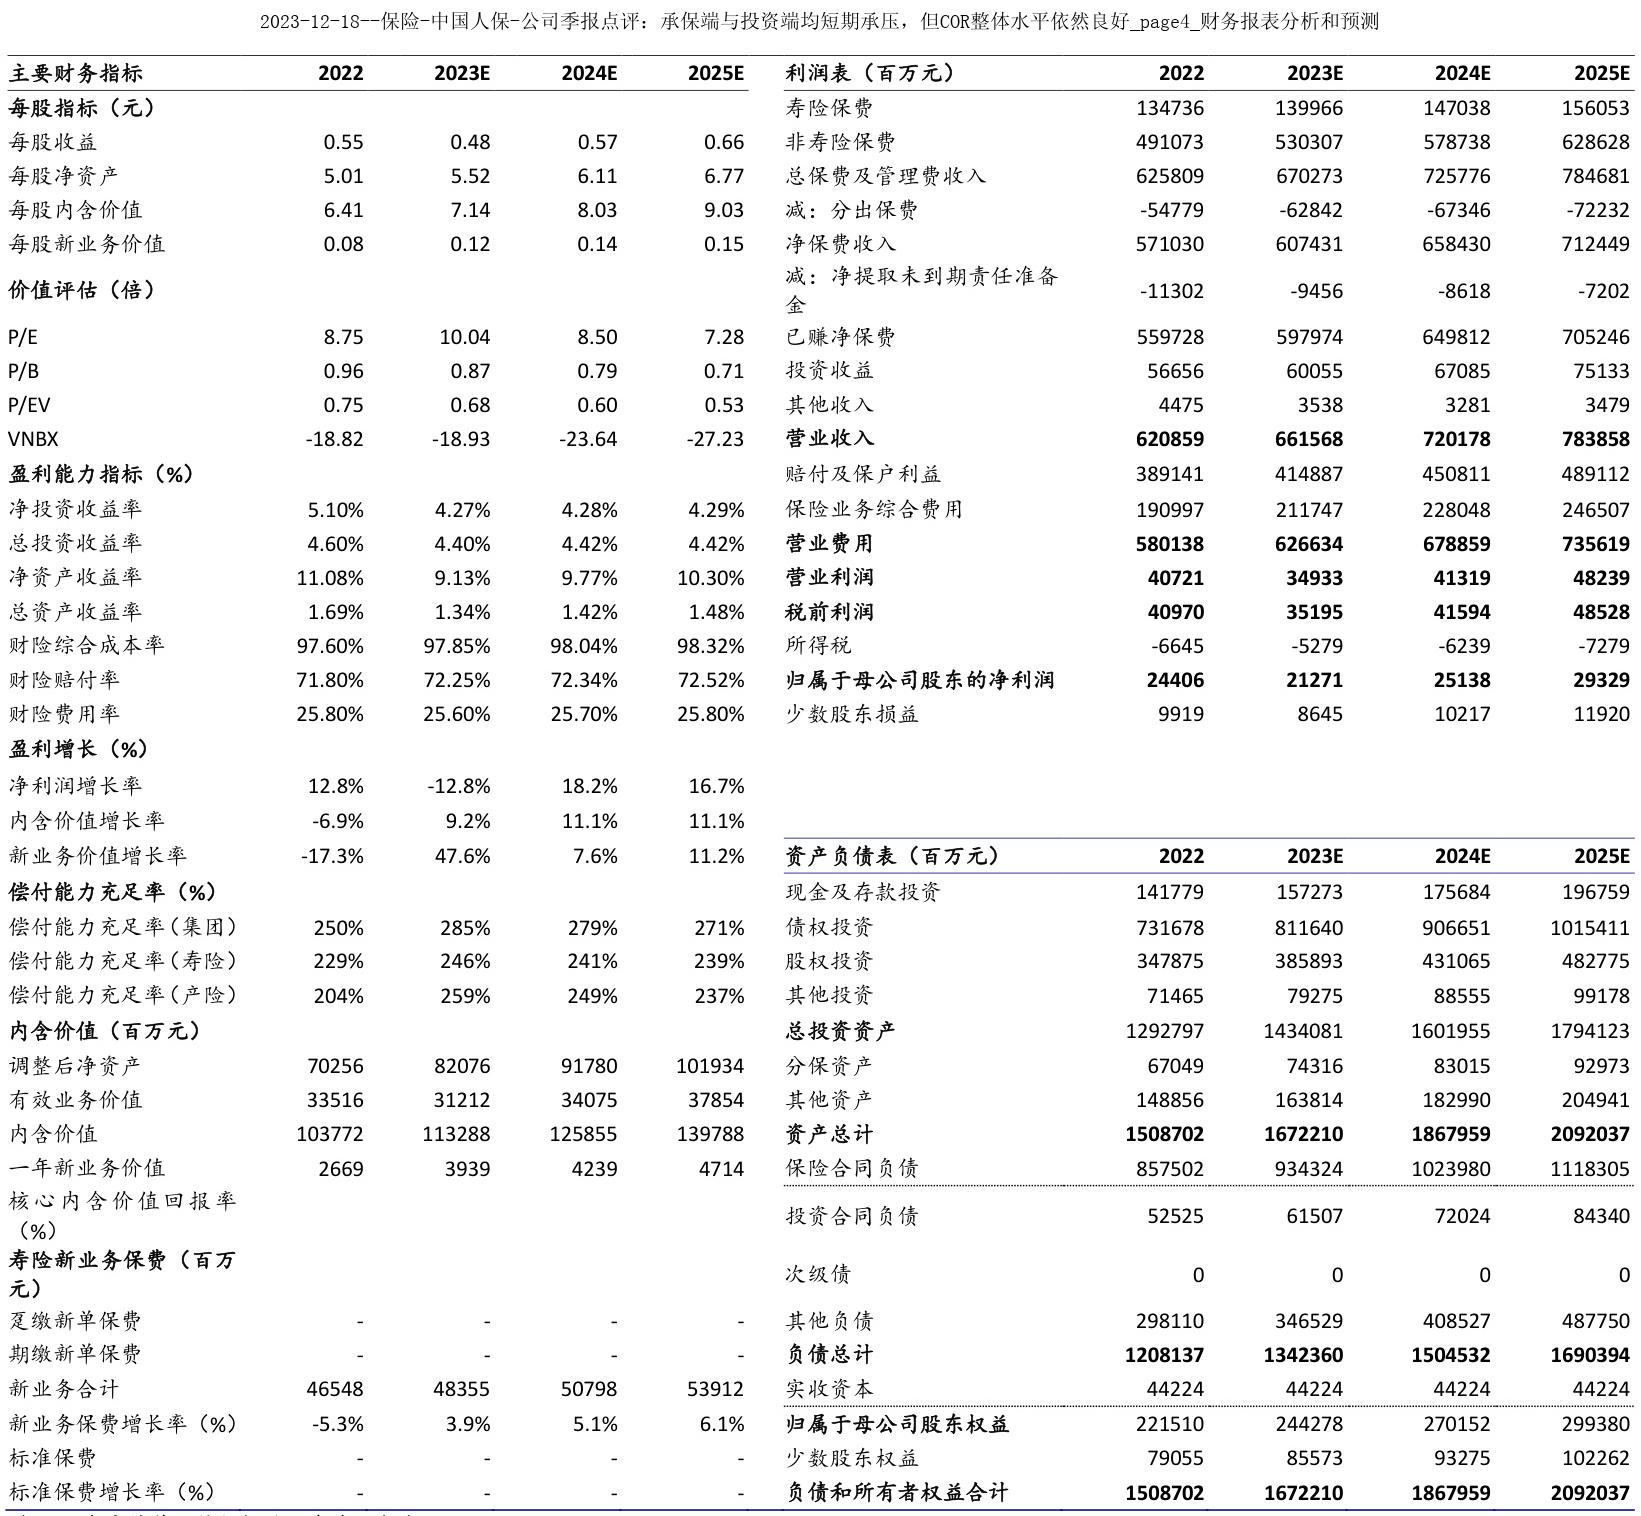 2023-12-18--保险-中国人保-公司季报点评：承保端与投资端均短期承压，但COR整体水平依然良好_page4_财务报表分析和预测
主要财务指标 2022 2023E 2024E 2025E
每股指标（元）
每股收益 0.55 0.48 0.57 0.66
每股净资产 5.01 5.52 6.11 6.77
每股内含价值 6.41 7.14 8.03 9.03
每股新业务价值 0.08 0.12 0.14 0.15
价值评估（倍）
P/E 8.75 10.04 8.50 7.28
P/B 0.96 0.87 0.79 0.71
P/EV 0.75 0.68 0.60 0.53
VNBX -18.82 -18.93 -23.64 -27.23
盈利能力指标（%）
净投资收益率 5.10% 4.27% 4.28% 4.29%
总投资收益率 4.60% 4.40% 4.42% 4.42%
净资产收益率 11.08% 9.13% 9.77% 10.30%
总资产收益率 1.69% 1.34% 1.42% 1.48%
财险综合成本率 97.60% 97.85% 98.04% 98.32%
财险赔付率 71.80% 72.25% 72.34% 72.52%
财险费用率 25.80% 25.60% 25.70% 25.80%
盈利增长（%）
净利润增长率 12.8% -12.8% 18.2% 16.7%
内含价值增长率 -6.9% 9.2% 11.1% 11.1%
新业务价值增长率 -17.3% 47.6% 7.6% 11.2%
偿付能力充足率（%）
偿付能力充足率（集团） 250% 285% 279% 271%
偿付能力充足率（寿险） 229% 246% 241% 239%
偿付能力充足率（产险） 204% 259% 249% 237%
内含价值（百万元）
调整后净资产 70256 82076 91780 101934
有效业务价值 33516 31212 34075 37854
内含价值 103772 113288 125855 139788
一年新业务价值 2669 3939 4239 4714
核心内含价值回报率
（%）
寿险新业务保费（百万
元）
趸缴新单保费 - - - -
期缴新单保费 - - - -
新业务合计 46548 48355 50798 53912
新业务保费增长率（%） -5.3% 3.9% 5.1% 6.1%
标准保费 - - - -
标准保费增长率（%） - - - -
利润表（百万元） 2022 2023E 2024E 2025E
寿险保费 134736 139966 147038 156053
非寿险保费 491073 530307 578738 628628
总保费及管理费收入 625809 670273 725776 784681
减：分出保费 -54779 -62842 -67346 -72232
净保费收入 571030 607431 658430 712449
减：净提取未到期责任准备
金 -11302 -9456 -8618 -7202
已赚净保费 559728 597974 649812 705246
投资收益 56656 60055 67085 75133
其他收入 4475 3538 3281 3479
营业收入 620859 661568 720178 783858
赔付及保户利益 389141 414887 450811 489112
保险业务综合费用 190997 211747 228048 246507
营业费用 580138 626634 678859 735619
营业利润 40721 34933 41319 48239
税前利润 40970 35195 41594 48528
所得税 -6645 -5279 -6239 -7279
归属于母公司股东的净利润 24406 21271 25138 29329
少数股东损益 9919 8645 10217 11920
资产负债表（百万元） 2022 2023E 2024E 2025E
现金及存款投资 141779 157273 175684 196759
债权投资 731678 811640 906651 1015411
股权投资 347875 385893 431065 482775
其他投资 71465 79275 88555 99178
总投资资产 1292797 1434081 1601955 1794123
分保资产 67049 74316 83015 92973
其他资产 148856 163814 182990 204941
资产总计 1508702 1672210 1867959 2092037
保险合同负债 857502 934324 1023980 1118305
投资合同负债 52525 61507 72024 84340
次级债 0 0 0 0
其他负债 298110 346529 408527 487750
负债总计 1208137 1342360 1504532 1690394
实收资本 44224 44224 44224 44224
归属于母公司股东权益 221510 244278 270152 299380
少数股东权益 79055 85573 93275 102262
负债和所有者权益合计 1508702 1672210 1867959 2092037